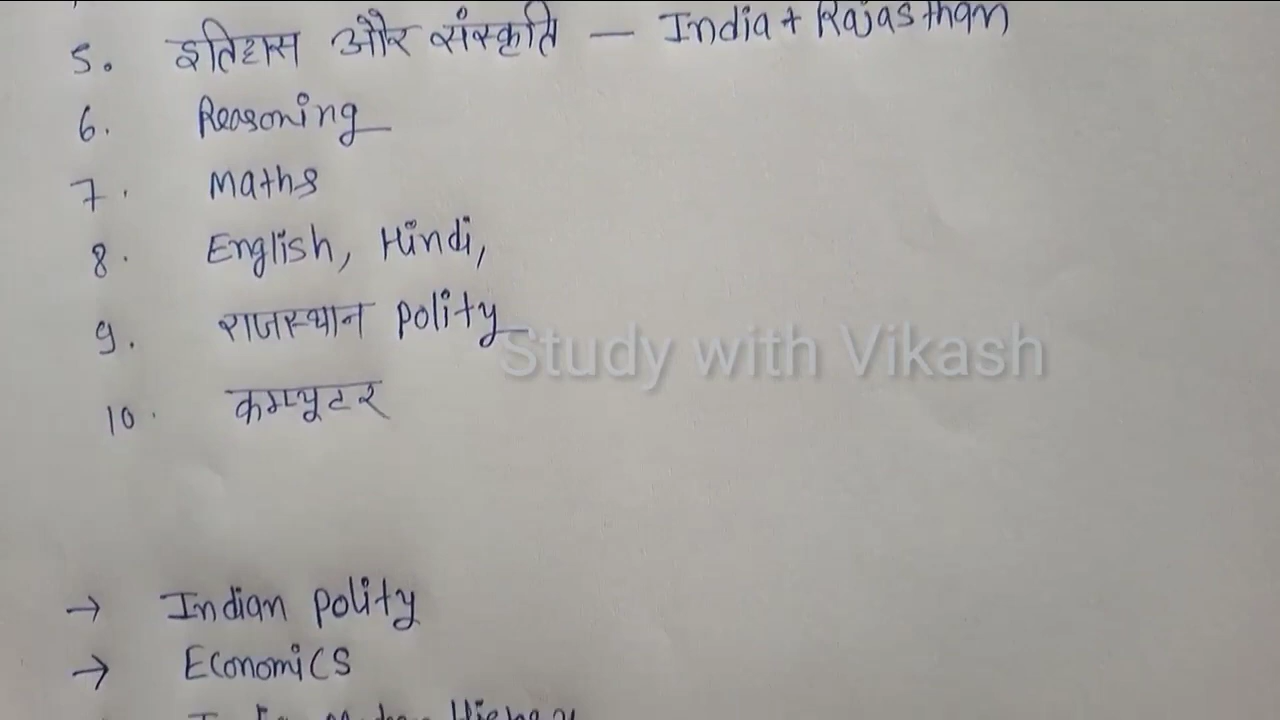 5. इतिहास और संस्कृति — India + Rajasthan
6. Reasoning
7. Maths
8. English, Hindi,
9. राजस्थान polity
Study with Vikash
10. कम्प्यूटर
→ Indian polity
→ Economics